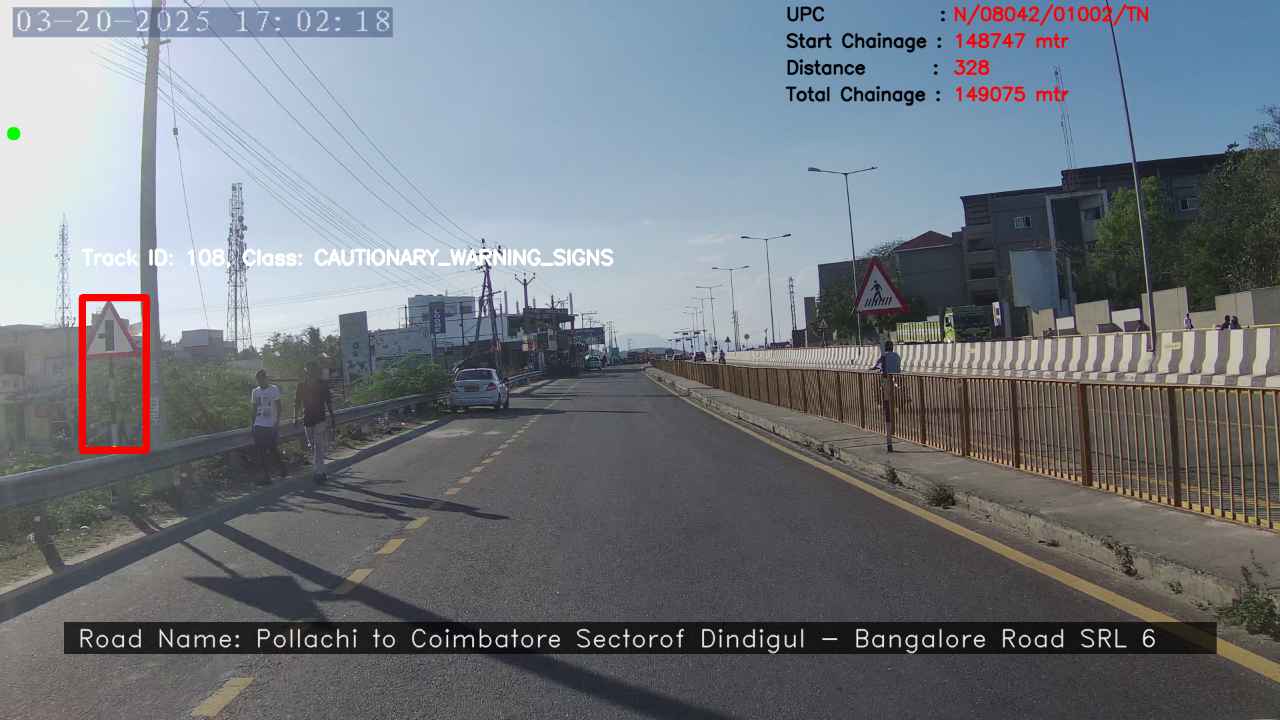 03-20-2025 17:02:18
UPC : N/08042/01002/TN
Start Chainage : 148747 mtr
Distance : 328
Total Chainage : 149075 mtr
Track ID: 108, Class: CAUTIONARY_WARNING_SIGNS
Road Name: Pollachi to Coimbatore Sectorof Dindigul - Bangalore Road SRL 6